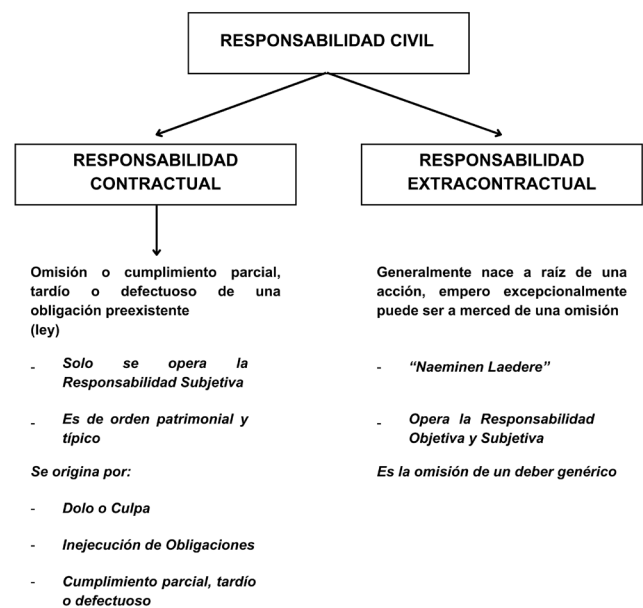 RESPONSABILIDAD CIVIL
RESPONSABILIDAD
CONTRACTUAL
Omisión o cumplimiento parcial,
tardío o defectuoso de una
obligación preexistente
(ley)
- Solo se opera la
Responsabilidad Subjetiva
- Es de orden patrimonial y
típico
Se origina por:
- Dolo o Culpa
- Inejecución de Obligaciones
- Cumplimiento parcial, tardío
o defectuoso
RESPONSABILIDAD
EXTRACONTRACTUAL
Generalmente nace a raíz de una
acción, empero excepcionalmente
puede ser a merced de una omisión
- “Naeminen Laedere”
- Opera la Responsabilidad
Objetiva y Subjetiva
Es la omisión de un deber genérico